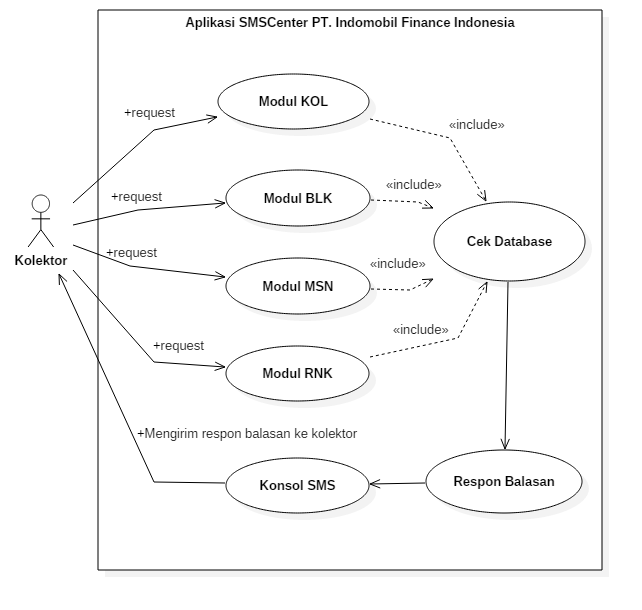 Aplikasi SMSCenter PT. Indomobil Finance Indonesia
Modul KOL
+request
«include»
+request
Modul BLK
«include»
Kolektor
+request
Modul MSN
«include»
Cek Database
+request
Modul RNK
«include»
+Mengirim respon balasan ke kolektor
Konsol SMS
Respon Balasan